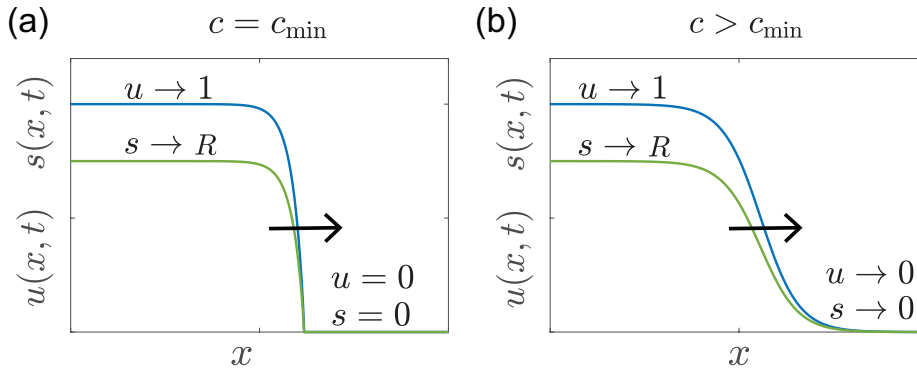 (a)
c = c_min
s(x, t)
u(x, t)
u → 1
s → R
u = 0
s = 0
x
(b)
c > c_min
s(x, t)
u(x, t)
u → 1
s → R
u → 0
s → 0
x